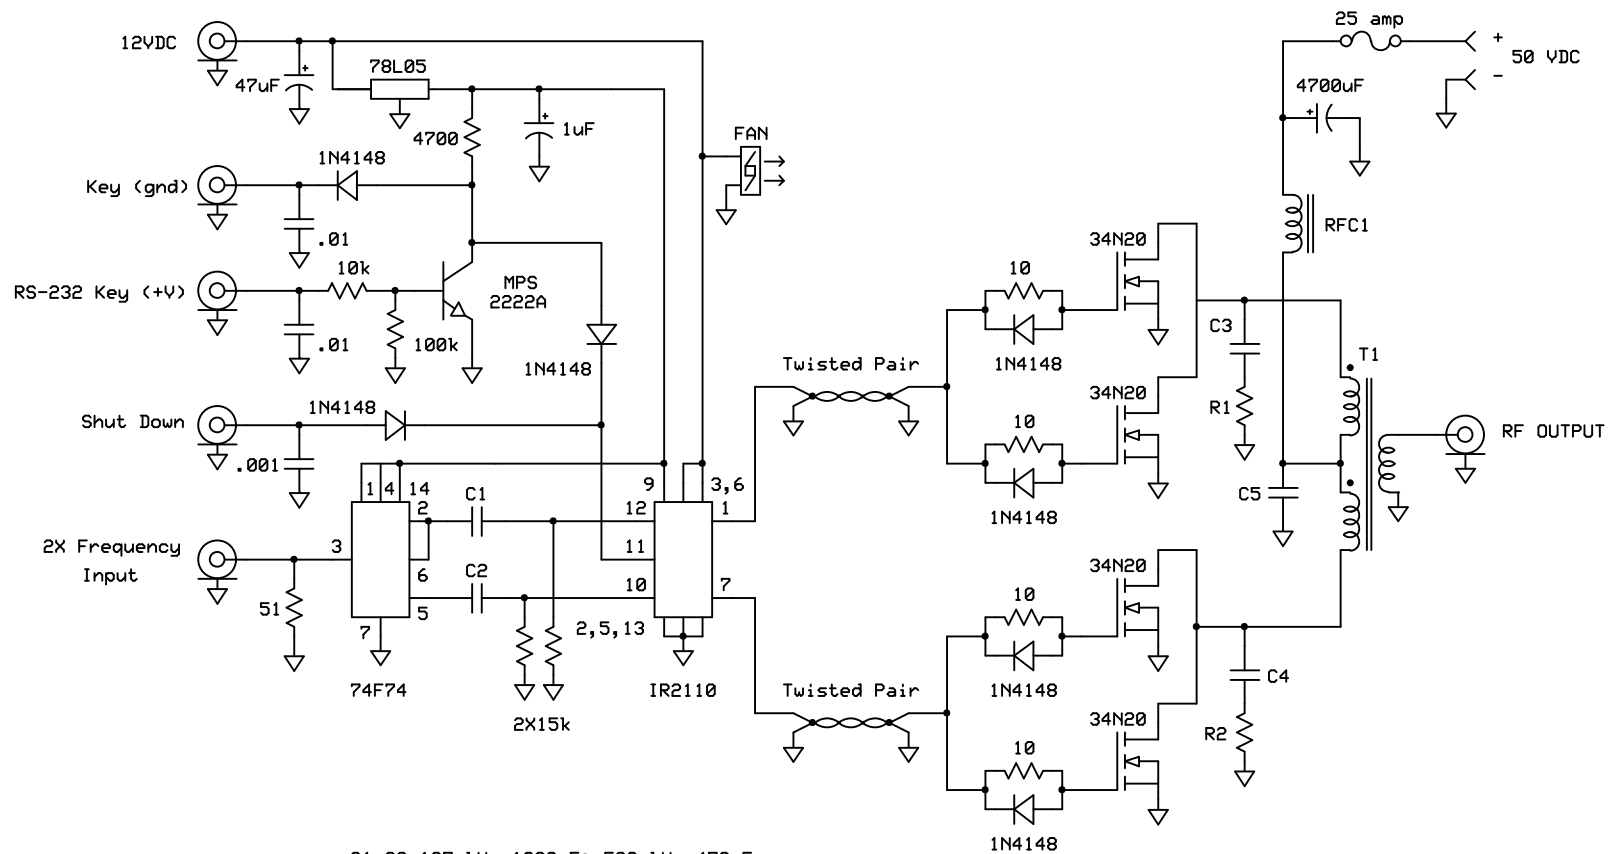 25 amp
12VDC
+
50 VDC
-
78L05
47uF
+
4700uF
+
4700
+
1uF
FAN
1N4148
Key (gnd)
.01
RFC1
34N20
10k
10
MPS
2222A
RS-232 Key (+V)
.01
100k
C3
1N4148
1N4148
Twisted Pair
T1
34N20
1N4148
R1
Shut Down
10
RF OUTPUT
.001
9
3,6
1
4
14
C1
C5
2
12
1
1N4148
2X Frequency
Input
3
11
34N20
6
C2
10
7
10
51
5
7
2,5,13
74F74
IR2110
Twisted Pair
1N4148
C4
2X15k
34N20
R2
10
1N4148